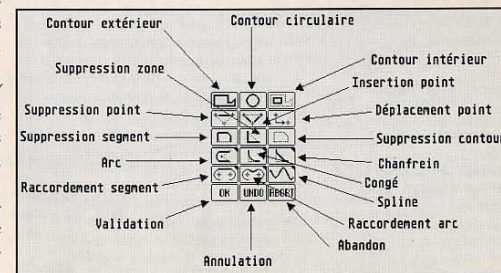 Contour extérieur
Contour circulaire
Contour intérieur
Suppression zone
Insertion point
Suppression point
Déplacement point
Suppression segment
Suppression contour
Arc
Chanfrein
Congé
Raccordement segment
Spline
OK UNDO ABORT
Validation
Raccordement arc
Abandon
Annulation